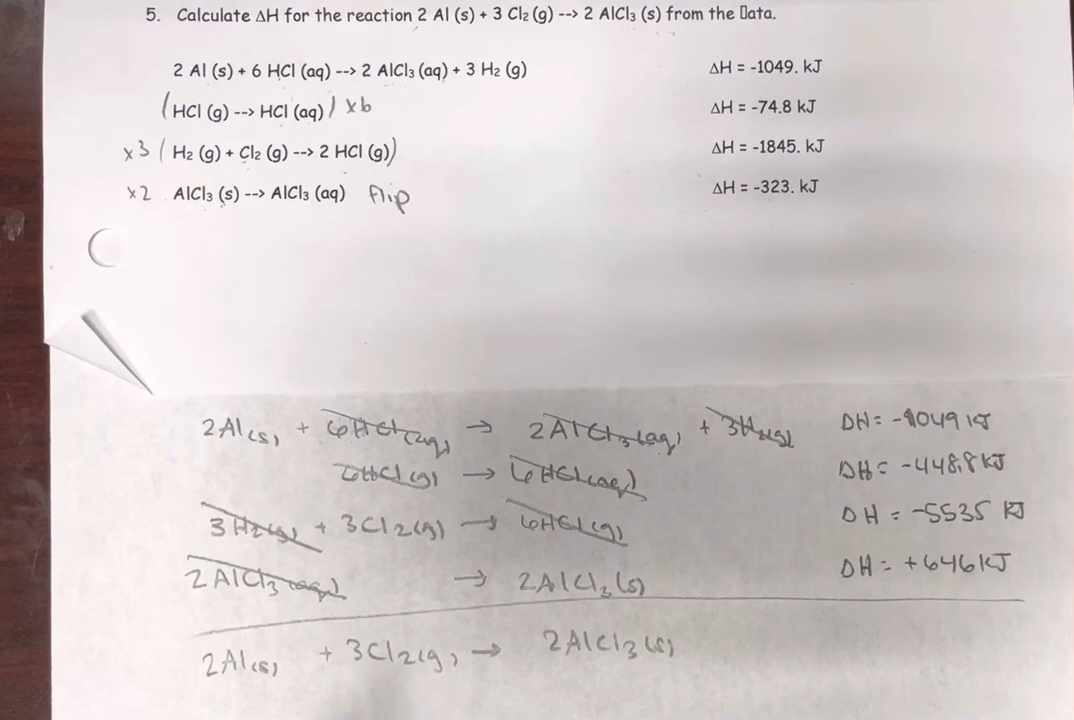 5. Calculate ΔH for the reaction 2 Al (s) + 3 Cl₂ (g) --> 2 AlCl₃ (s) from the Data.
2 Al (s) + 6 HCl (aq) --> 2 AlCl₃ (aq) + 3 H₂ (g) ΔH = -1049. kJ
(HCl (g) --> HCl (aq)) x6 ΔH = -74.8 kJ
x3 (H₂ (g) + Cl₂ (g) --> 2 HCl (g)) ΔH = -1845. kJ
x2 AlCl₃ (s) --> AlCl₃ (aq) flip ΔH = -323. kJ
2Al(s) + 6HCl(aq) → 2AlCl₃(aq) + 3H₂(g) DH = -1049 kJ
6HCl(g) → 6HCl(aq) DH = -448.8 kJ
3H₂(g) + 3Cl₂(g) → 6HCl(g) DH = -5535 kJ
2AlCl₃(aq) → 2AlCl₃(s) DH = +646 kJ
2Al(s) + 3Cl₂(g) → 2AlCl₃(s)